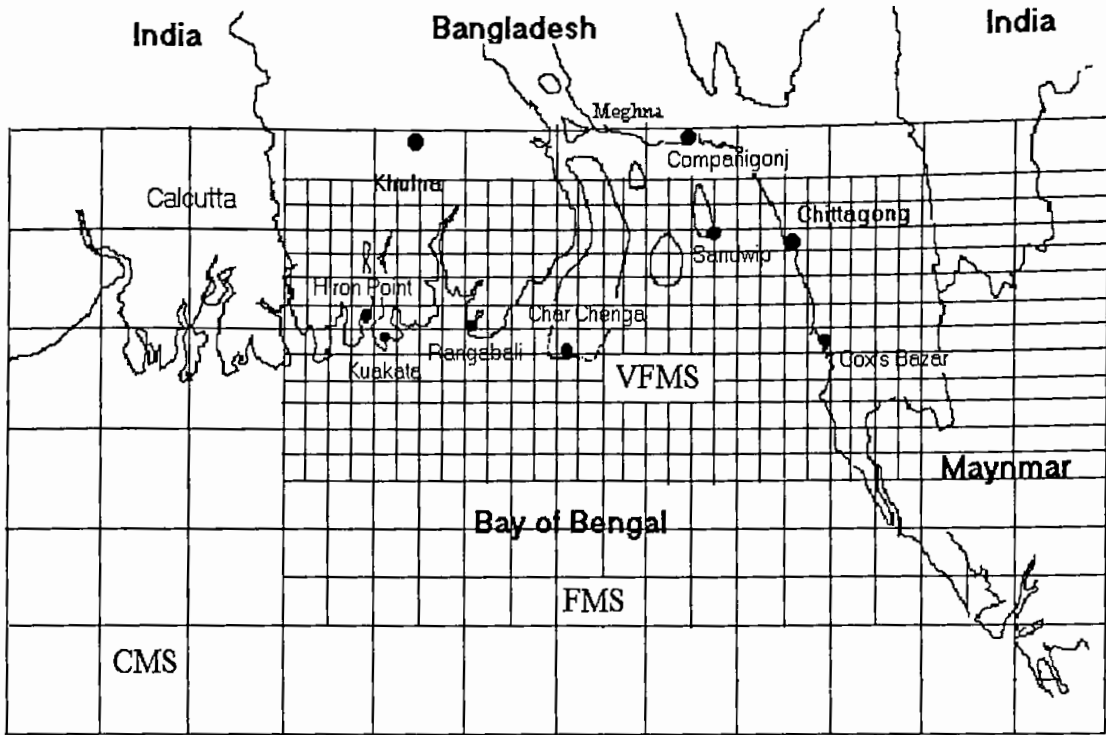 India
Bangladesh
India
Meghna
Companigonj
Khulna
Calcutta
Chittagong
Sandwip
Hiron Point
Char Chenga
Rangabali
Kuakata
Cox's Bazar
VFMS
Maynmar
Bay of Bengal
FMS
CMS